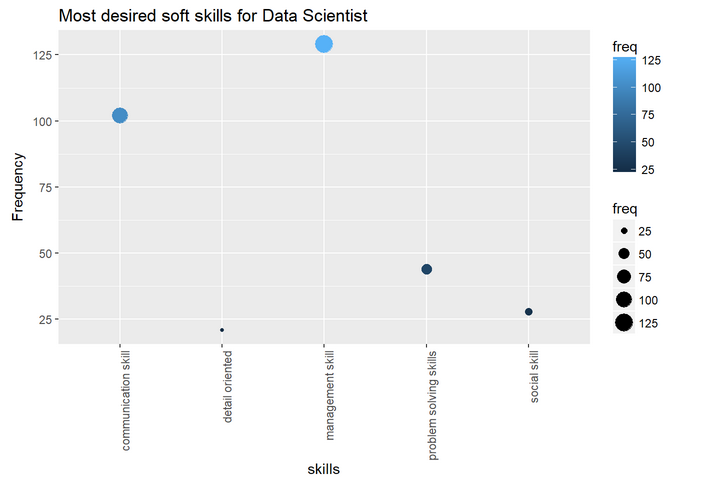 Most desired soft skills for Data Scientist
Frequency
125
100
75
50
25
communication skill
detail oriented
management skill
problem solving skills
social skill
skills
freq
125
100
75
50
25
freq
25
50
75
100
125